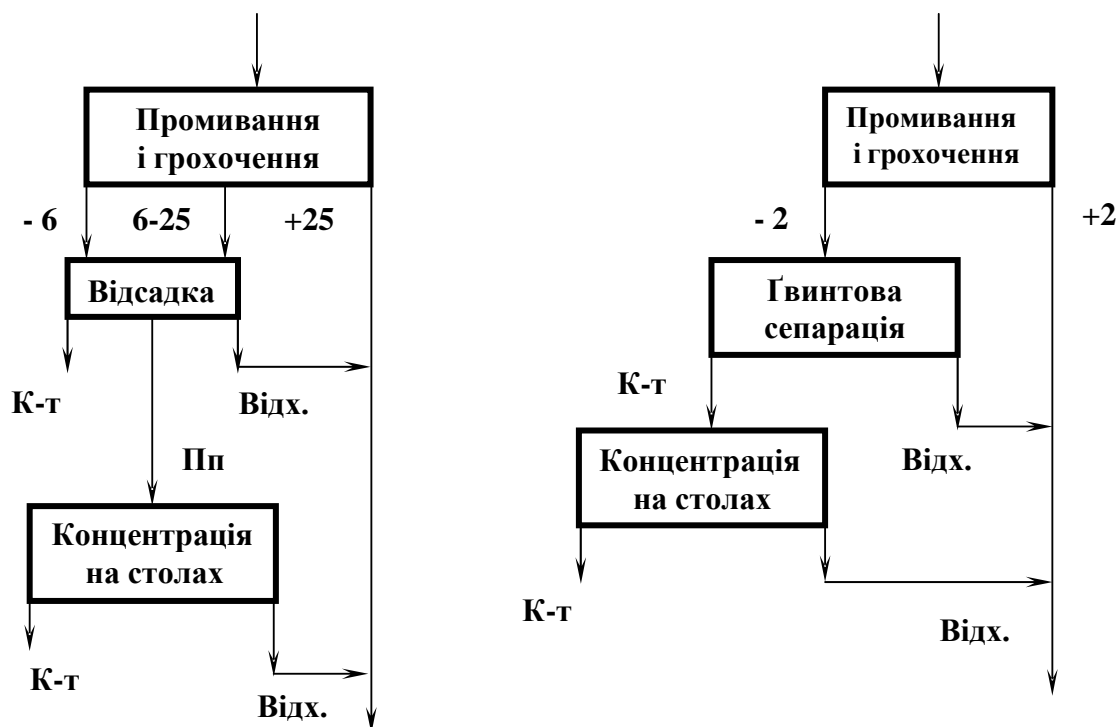 Промивання
і грохочення
- 6
6-25
+25
Відсадка
К-т
Відх.
Пп
Концентрація
на столах
К-т
Відх.
Промивання
і грохочення
- 2
+2
Ґвинтова
сепарація
К-т
Відх.
Концентрація
на столах
К-т
Відх.